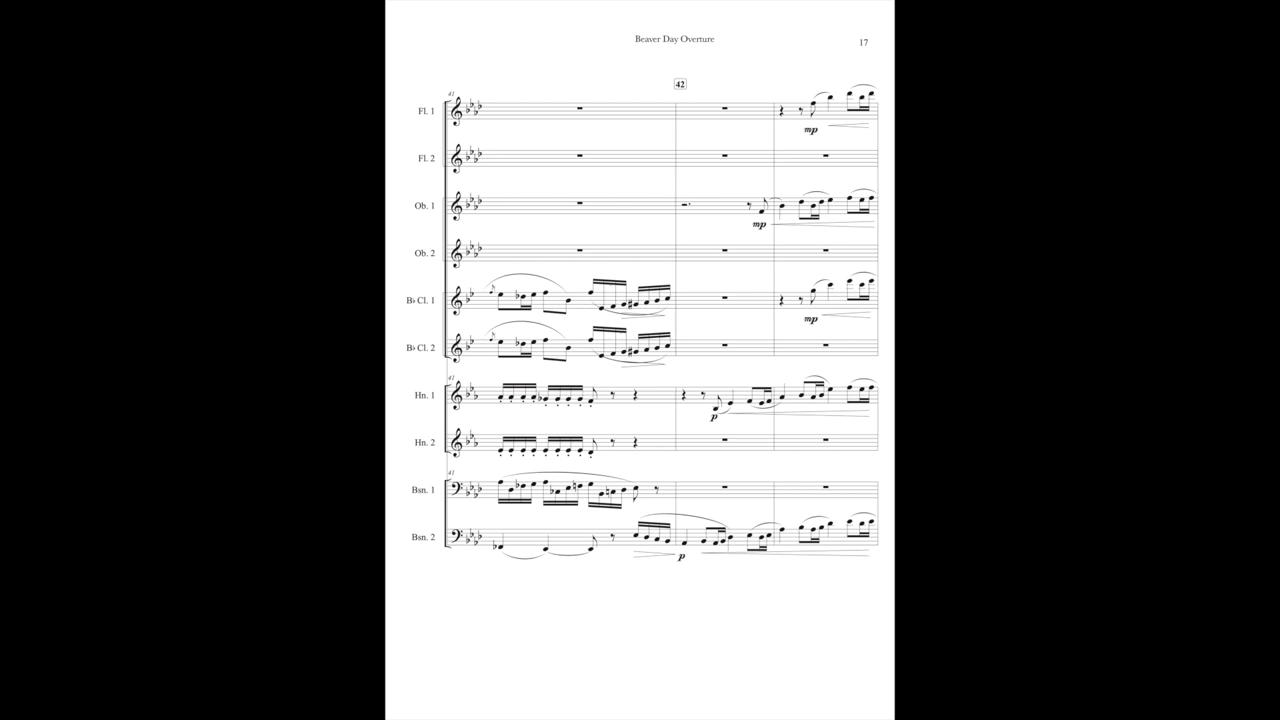 Beaver Day Overture
17
42
41
Fl. 1
mp
Fl. 2
Ob. 1
mp
Ob. 2
B♭ Cl. 1
mp
B♭ Cl. 2
41
Hn. 1
p
Hn. 2
41
Bsn. 1
Bsn. 2
p